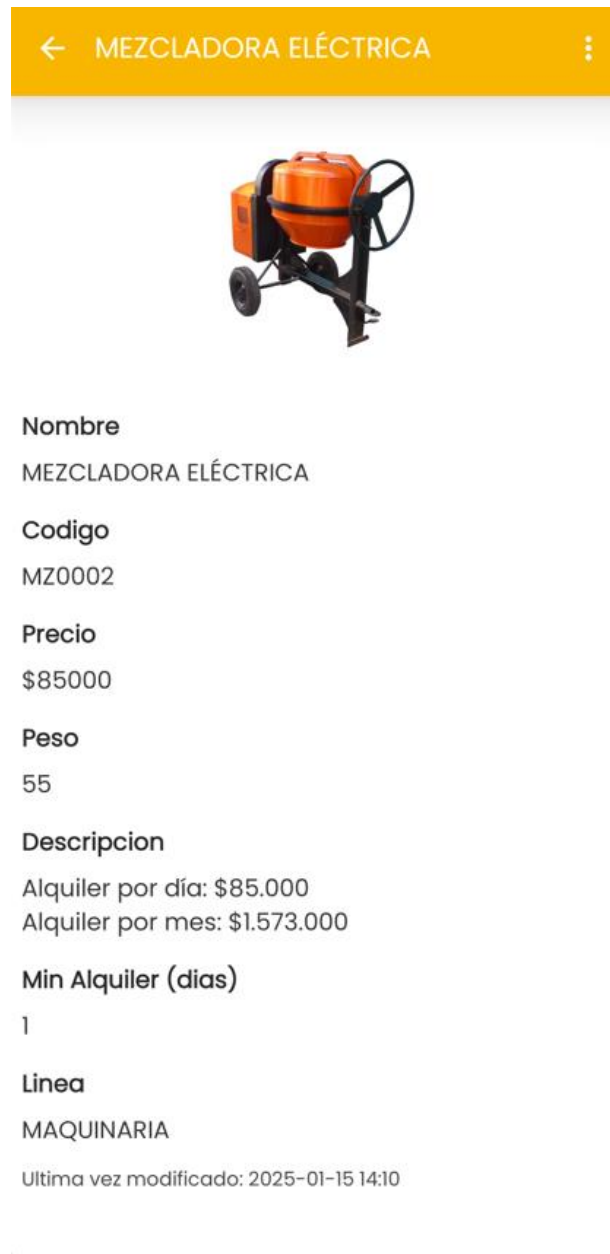 MEZCLADORA ELÉCTRICA
Nombre
MEZCLADORA ELÉCTRICA
Codigo
MZ0002
Precio
$85000
Peso
55
Descripcion
Alquiler por día: $85.000
Alquiler por mes: $1.573.000
Min Alquiler (dias)
1
Linea
MAQUINARIA
Ultima vez modificado: 2025-01-15 14:10